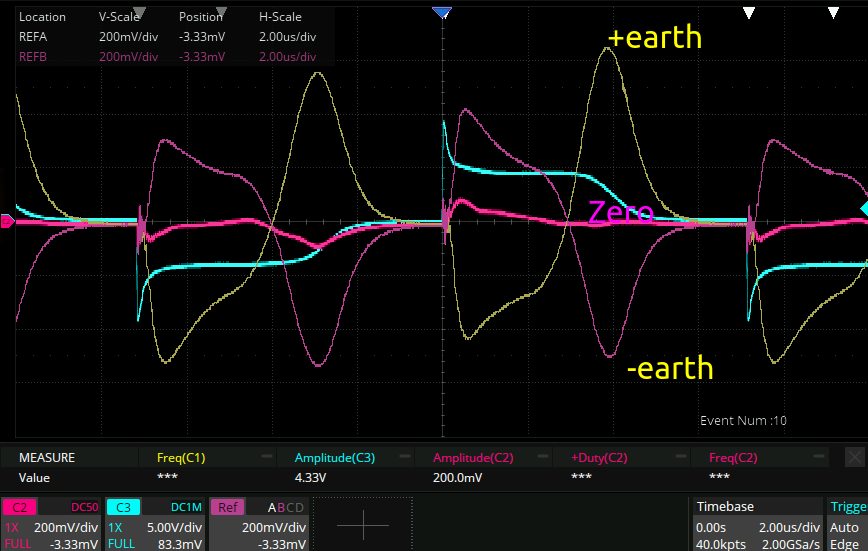 Location V-Scale Position H-Scale
REFA 200mV/div -3.33mV 2.00us/div
REFB 200mV/div -3.33mV 2.00us/div
+earth
Zero
-earth
Event Num :10
MEASURE Freq(C1) Amplitude(C3) Amplitude(C2) +Duty(C2) Freq(C2)
Value *** 4.33V 200.0mV *** ***
C2 DC50 C3 DC1M Ref ABCD Timebase Trigge
1X 200mV/div 1X 5.00V/div 200mV/div 0.00s 2.00us/div Auto
FULL -3.33mV FULL 83.3mV -3.33mV 40.0kpts 2.00GSa/s Edge